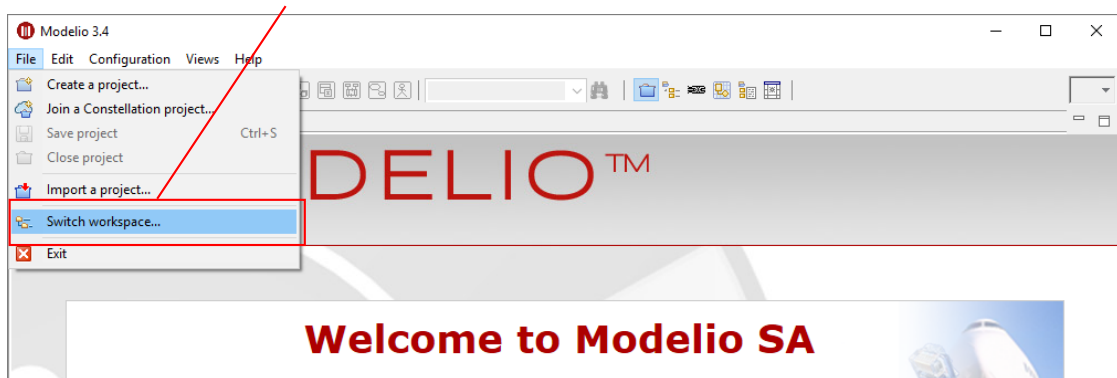 Modelio 3.4
File Edit Configuration Views Help
Create a project...
Join a Constellation project...
Save project Ctrl+S
Close project
Import a project...
Switch workspace...
Exit
DELIO™
Welcome to Modelio SA